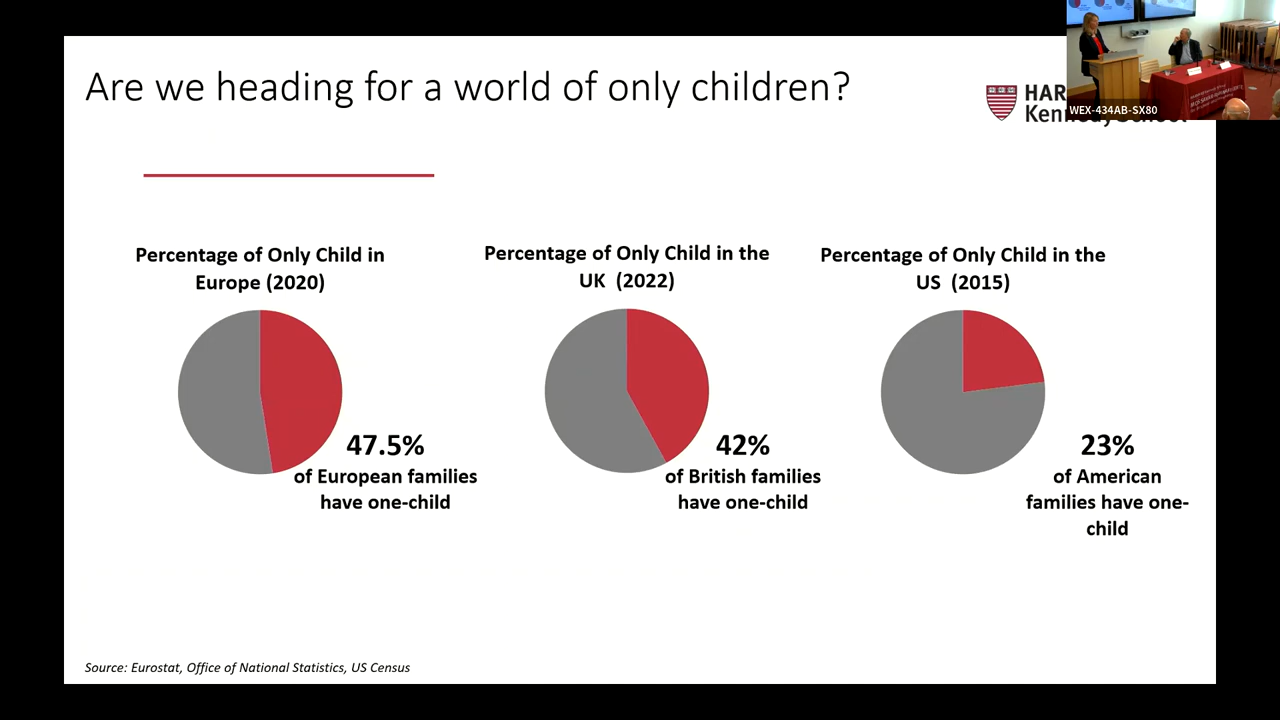 Are we heading for a world of only children?
HAR
Kennedy School
WEX-434AB-SX80
Percentage of Only Child in
Europe (2020)
47.5%
of European families
have one-child
Percentage of Only Child in the
UK (2022)
42%
of British families
have one-child
Percentage of Only Child in the
US (2015)
23%
of American
families have one-
child
Source: Eurostat, Office of National Statistics, US Census